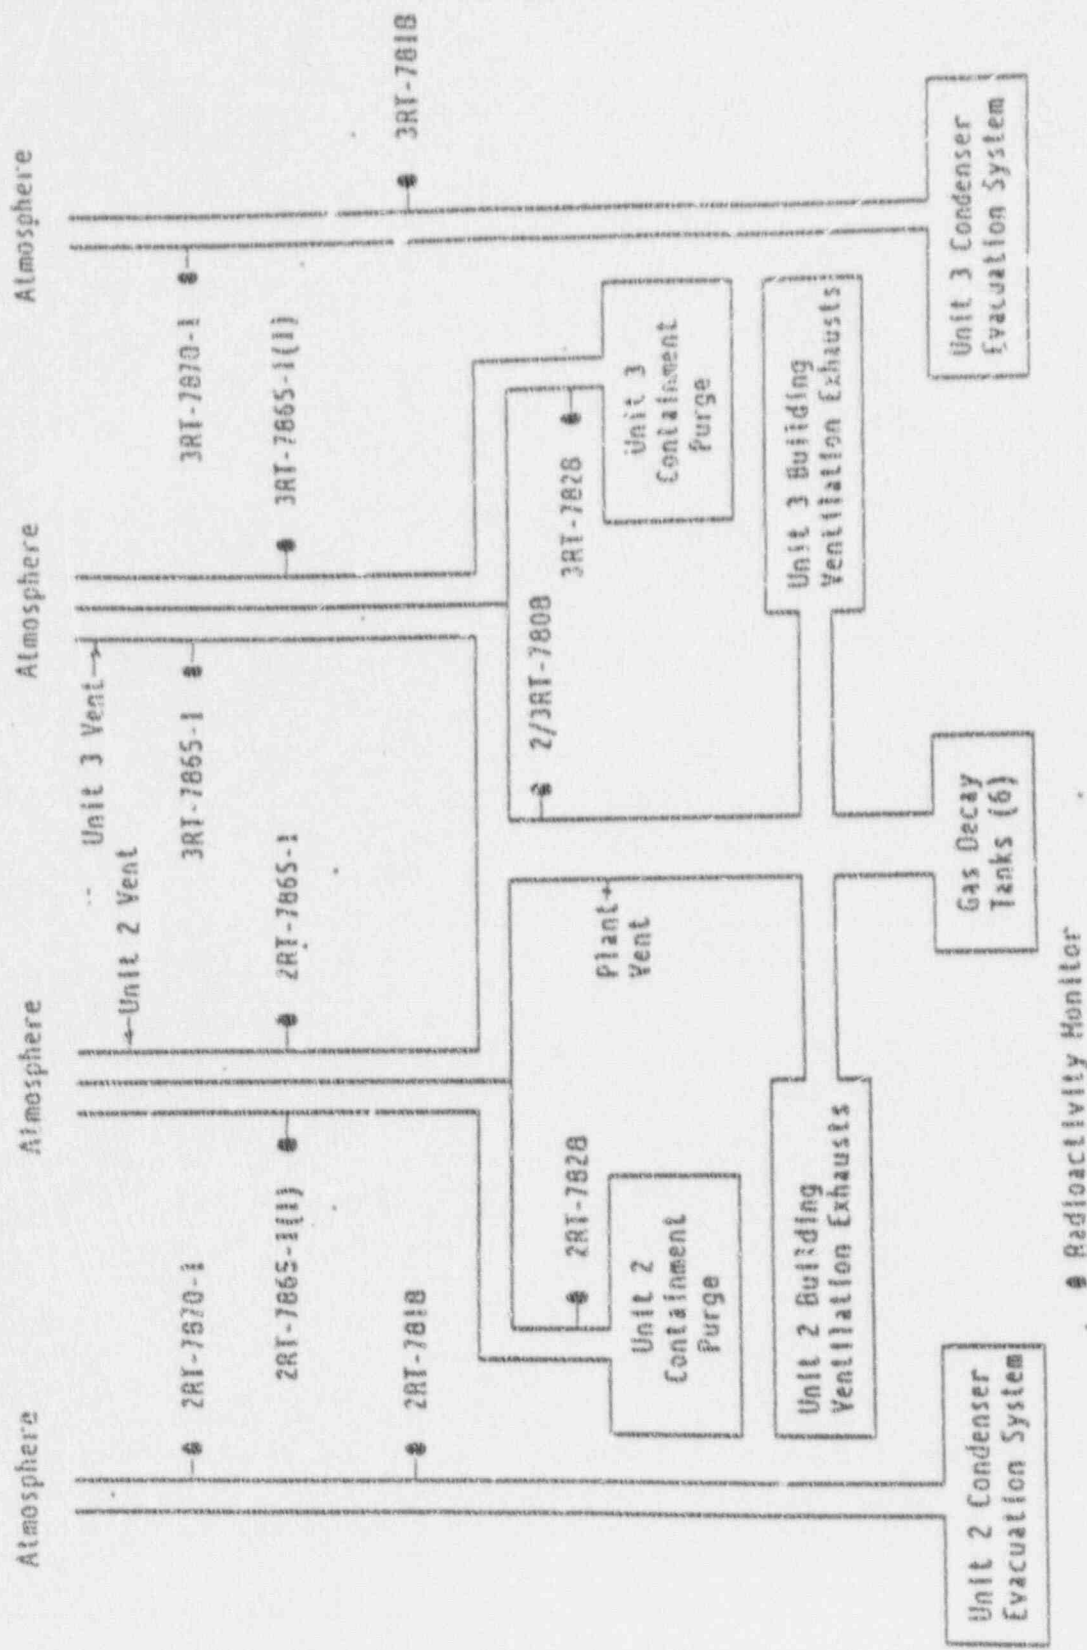 Atmosphere
Atmosphere
Atmosphere
Atmosphere
Unit 3 Vent
Unit 2 Vent
2RT-7870-1
3RT-7865-1
3RT-7870-1
2RT-7865-1(1)
2RT-7865-1
3RT-7865-1(1)
2RT-7818
3RT-7818
2RT-7828
2/3RT-7808
3RT-7828
Plant
Vent
Unit 2
Containment
Purge
Unit 3
Containment
Purge
Unit 2 Building
Ventilation Exhausts
Unit 3 Building
Ventilation Exhausts
Unit 2 Condenser
Evacuation System
Gas Decay
Tanks (6)
Unit 3 Condenser
Evacuation System
Radioactivity Monitor